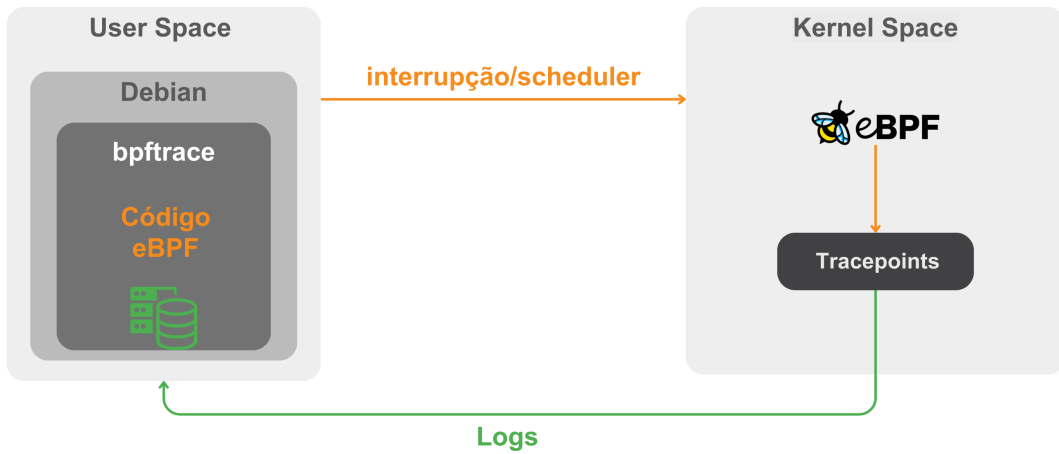 User Space
Debian
bpftrace
Código
eBPF
interrupção/scheduler
Kernel Space
eBPF
Tracepoints
Logs